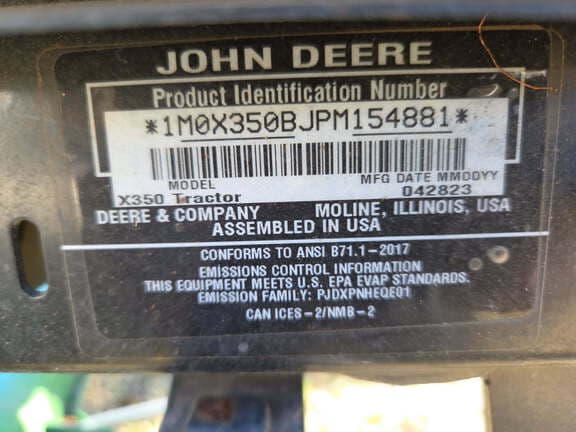 JOHN DEERE
Product Identification Number
*1M0X350BJPM154881*
MODEL MFG DATE MMDDYY
X350 Tractor 042823
DEERE & COMPANY MOLINE, ILLINOIS, USA
ASSEMBLED IN USA
CONFORMS TO ANSI B71.1-2017
EMISSIONS CONTROL INFORMATION
THIS EQUIPMENT MEETS U.S. EPA EVAP STANDARDS.
EMISSION FAMILY: PJDXPNHEQE01
CAN ICES-2/NMB-2